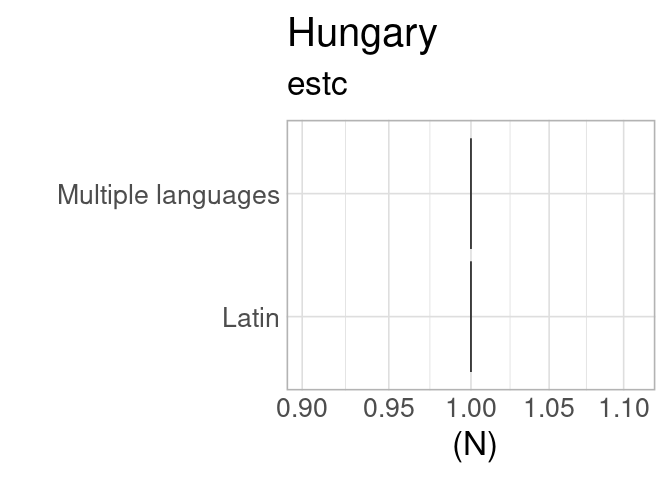 Hungary
estc
Multiple languages
Latin
0.90 0.95 1.00 1.05 1.10
(N)